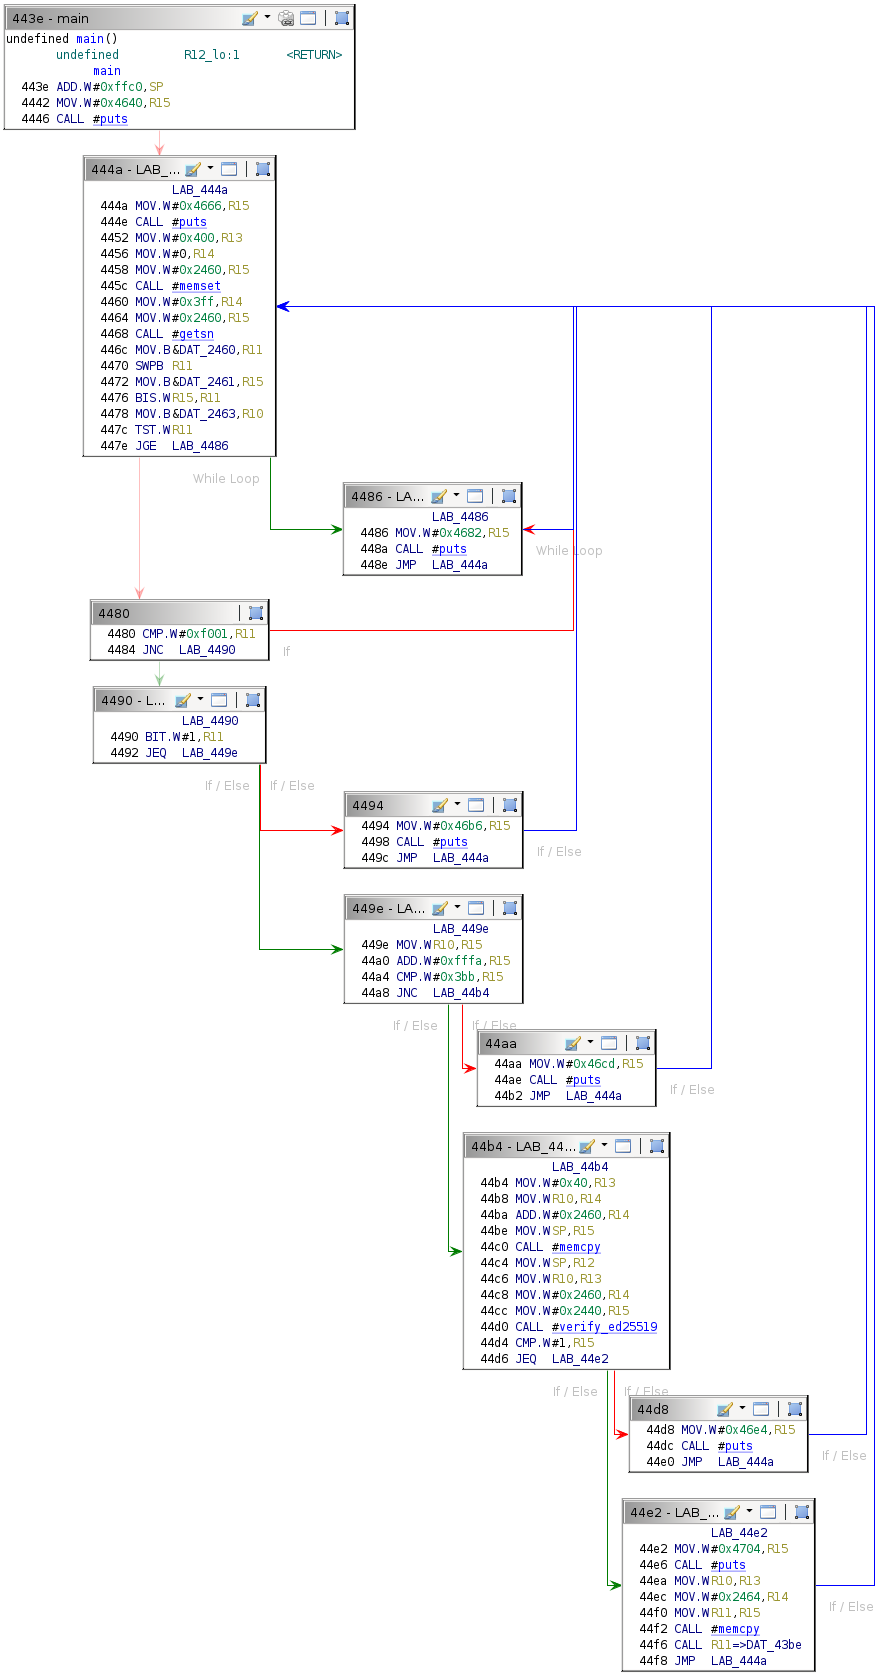 443e - main
undefined main()
undefined R12_lo:1 <RETURN>
main
443e ADD.W #0xffc0,SP
4442 MOV.W #0x4640,R15
4446 CALL #puts
444a - LAB_...
LAB_444a
444a MOV.W #0x4666,R15
444e CALL #puts
4452 MOV.W #0x400,R13
4456 MOV.W #0,R14
4458 MOV.W #0x2460,R15
445c CALL #memset
4460 MOV.W #0x3ff,R14
4464 MOV.W #0x2460,R15
4468 CALL #getsn
446c MOV.B &DAT_2460,R11
4470 SWPB R11
4472 MOV.B &DAT_2461,R15
4476 BIS.W R15,R11
4478 MOV.B &DAT_2463,R10
447c TST.W R11
447e JGE LAB_4486
While Loop
4486 - LA...
LAB_4486
4486 MOV.W #0x4682,R15
448a CALL #puts
448e JMP LAB_444a
While Loop
4480
4480 CMP.W #0xf001,R11
4484 JNC LAB_4490
If
4490 - L...
LAB_4490
4490 BIT.W #1,R11
4492 JEQ LAB_449e
If / Else If / Else
4494
4494 MOV.W #0x46b6,R15
4498 CALL #puts
449c JMP LAB_444a
If / Else
449e - LA...
LAB_449e
449e MOV.W R10,R15
44a0 ADD.W #0xfffa,R15
44a4 CMP.W #0x3bb,R15
44a8 JNC LAB_44b4
If / Else If / Else
44aa
44aa MOV.W #0x46cd,R15
44ae CALL #puts
44b2 JMP LAB_444a
If / Else
44b4 - LAB_44...
LAB_44b4
44b4 MOV.W #0x40,R13
44b8 MOV.W R10,R14
44ba ADD.W #0x2460,R14
44be MOV.W SP,R15
44c0 CALL #memcpy
44c4 MOV.W SP,R12
44c6 MOV.W R10,R13
44c8 MOV.W #0x2460,R14
44cc MOV.W #0x2440,R15
44d0 CALL #verify_ed25519
44d4 CMP.W #1,R15
44d6 JEQ LAB_44e2
If / Else If / Else
44d8
44d8 MOV.W #0x46e4,R15
44dc CALL #puts
44e0 JMP LAB_444a
If / Else
44e2 - LAB_...
LAB_44e2
44e2 MOV.W #0x4704,R15
44e6 CALL #puts
44ea MOV.W R10,R13
44ec MOV.W #0x2464,R14
44f0 MOV.W R11,R15
44f2 CALL #memcpy
44f6 CALL R11=>DAT_43be
44f8 JMP LAB_444a
If / Else